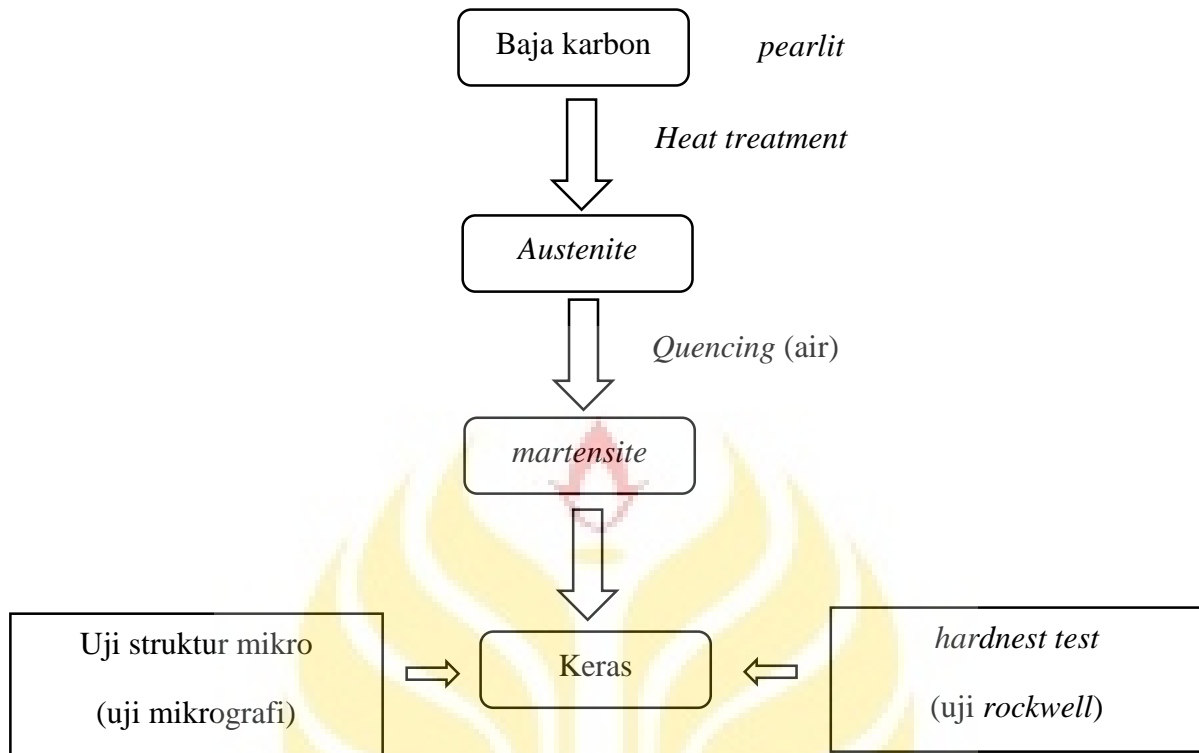 Baja karbon
pearlit
Heat treatment
Austenite
Quencing (air)
martensite
Uji struktur mikro
(uji mikrografi)
Keras
hardnest test
(uji rockwell)